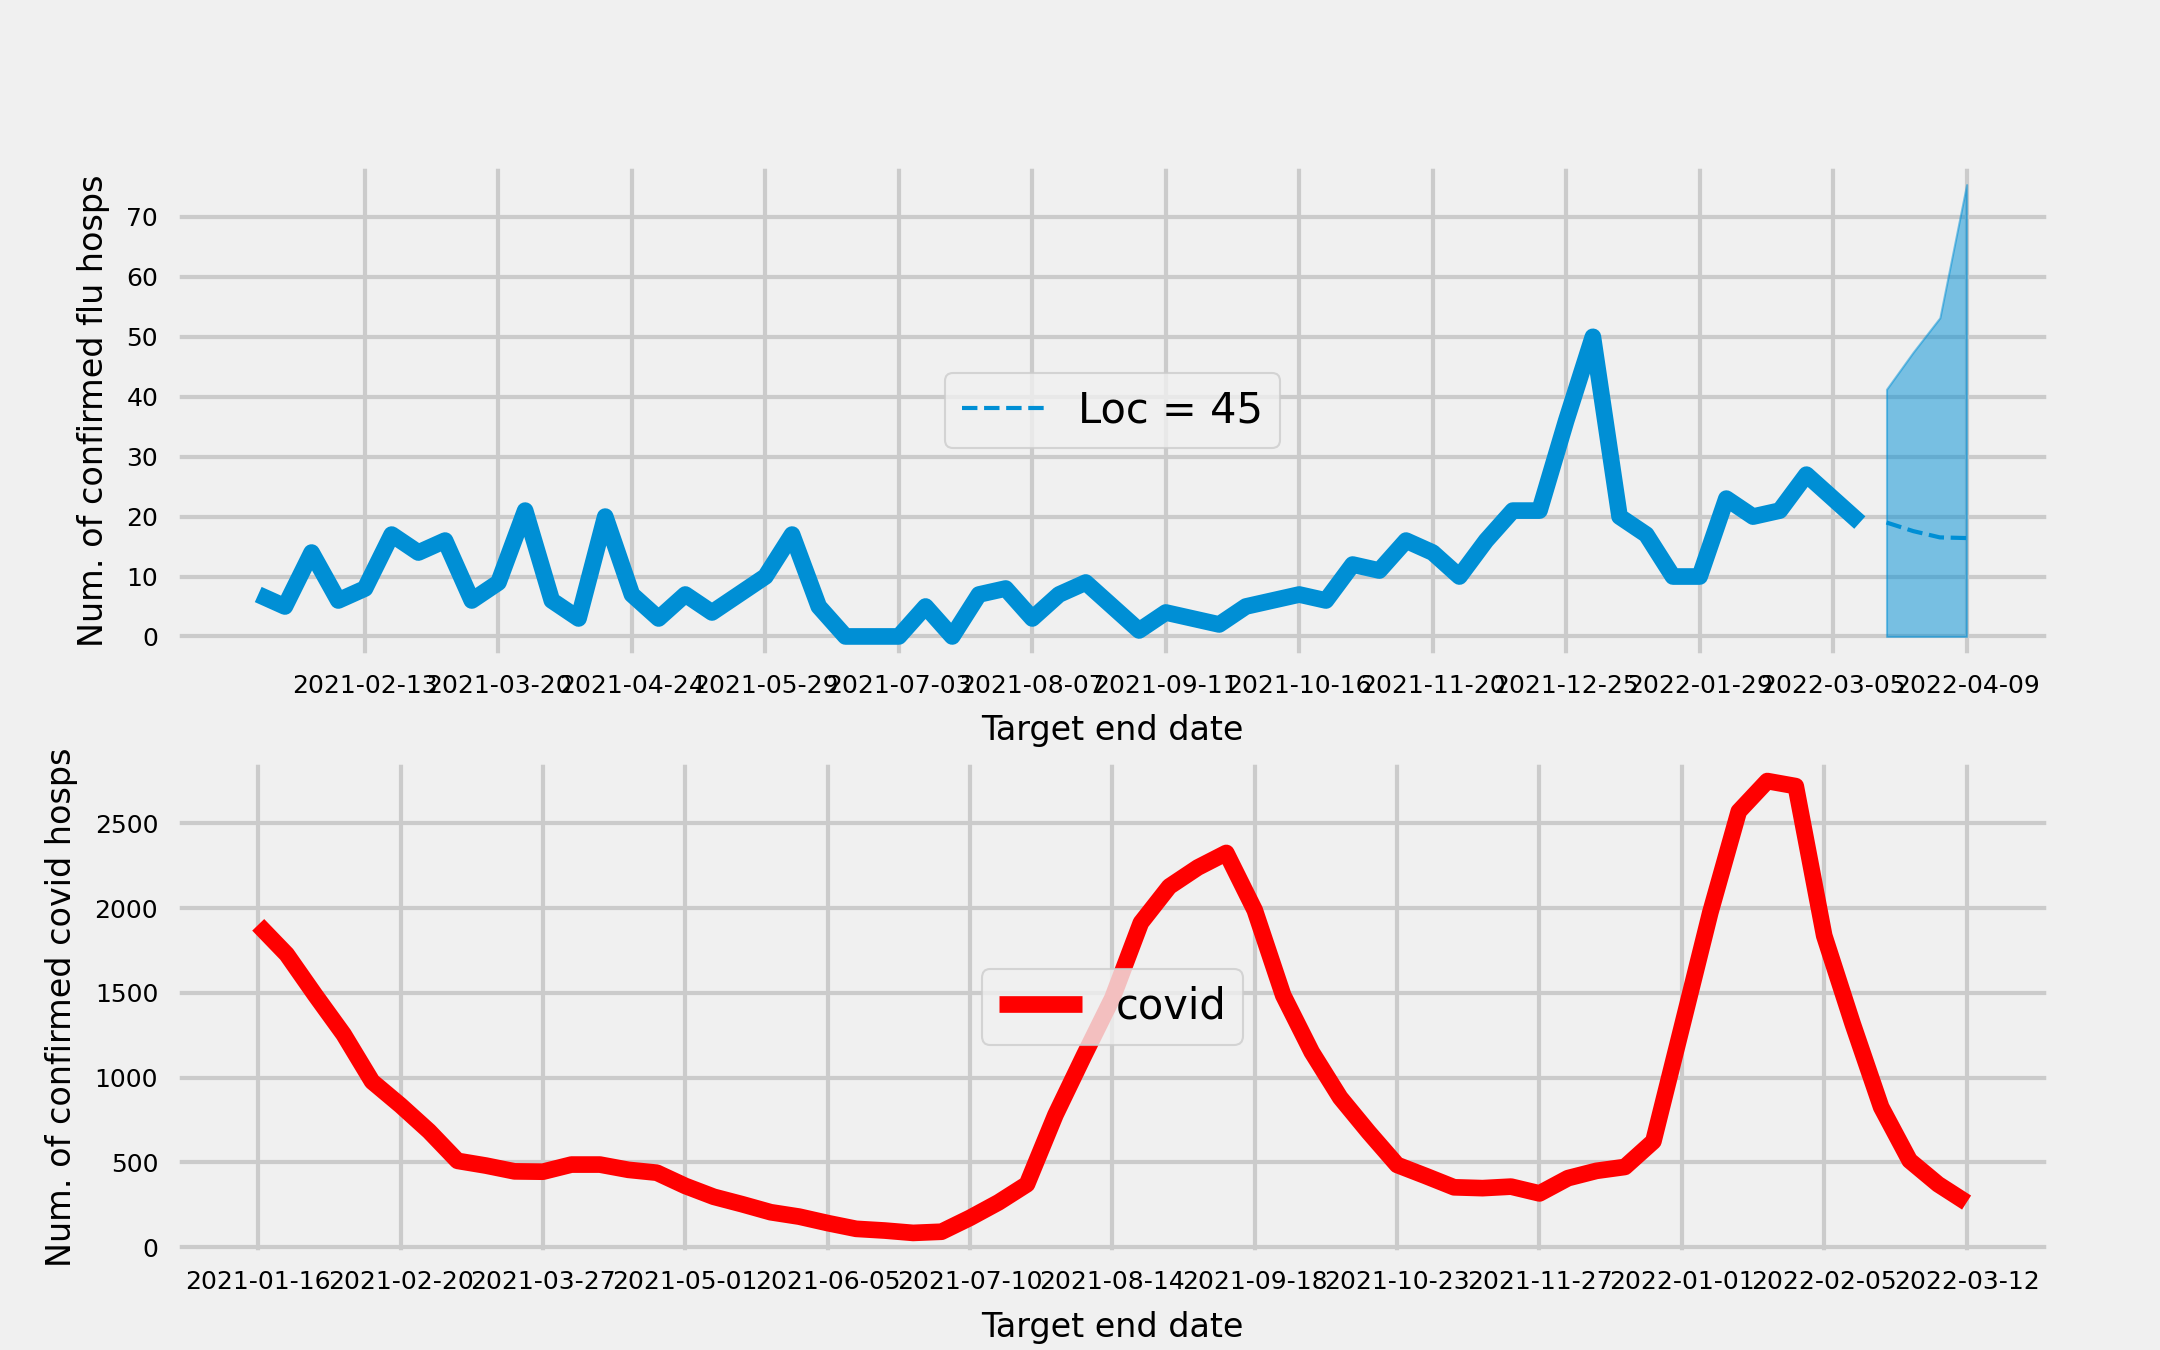 Num. of confirmed flu hosps
70
60
50
40
30
20
10
0
Loc = 45
2021-02-13 2021-03-20 2021-04-24 2021-05-29 2021-07-03 2021-08-07 2021-09-11 2021-10-16 2021-11-20 2021-12-25 2022-01-29 2022-03-05 2022-04-09
Target end date
Num. of confirmed covid hosps
2500
2000
1500
1000
500
0
covid
2021-01-16 2021-02-20 2021-03-27 2021-05-01 2021-06-05 2021-07-10 2021-08-14 2021-09-18 2021-10-23 2021-11-27 2022-01-01 2022-02-05 2022-03-12
Target end date